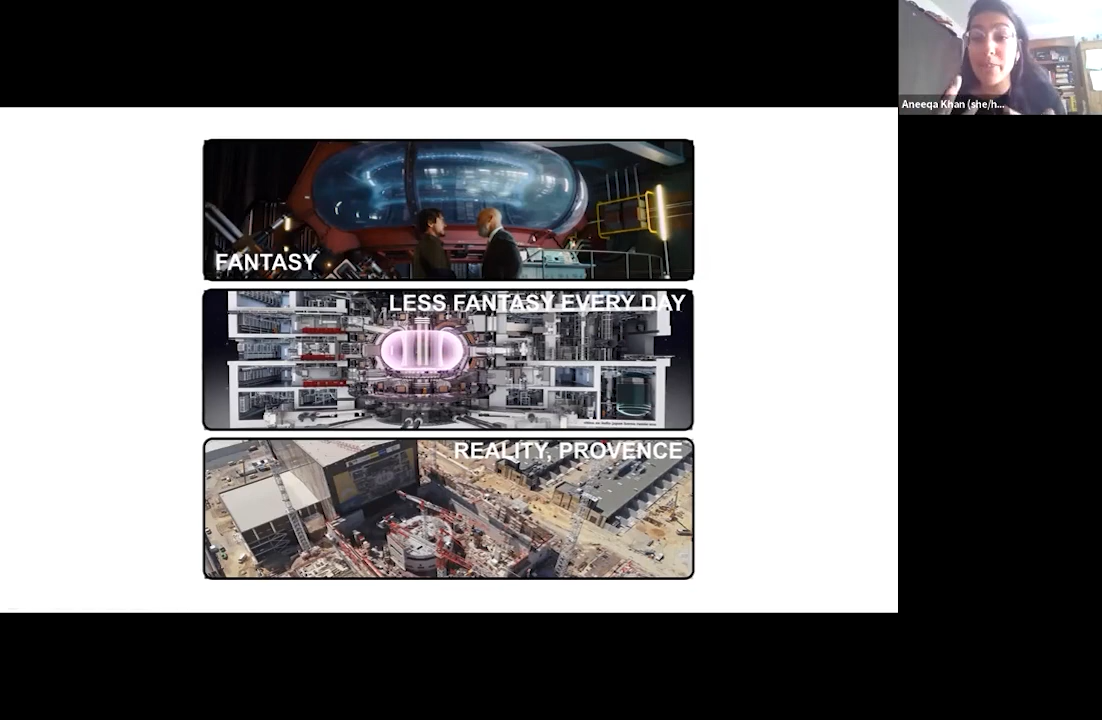 Aneeqa Khan (she/h...
FANTASY
LESS FANTASY EVERY DAY
REALITY, PROVENCE